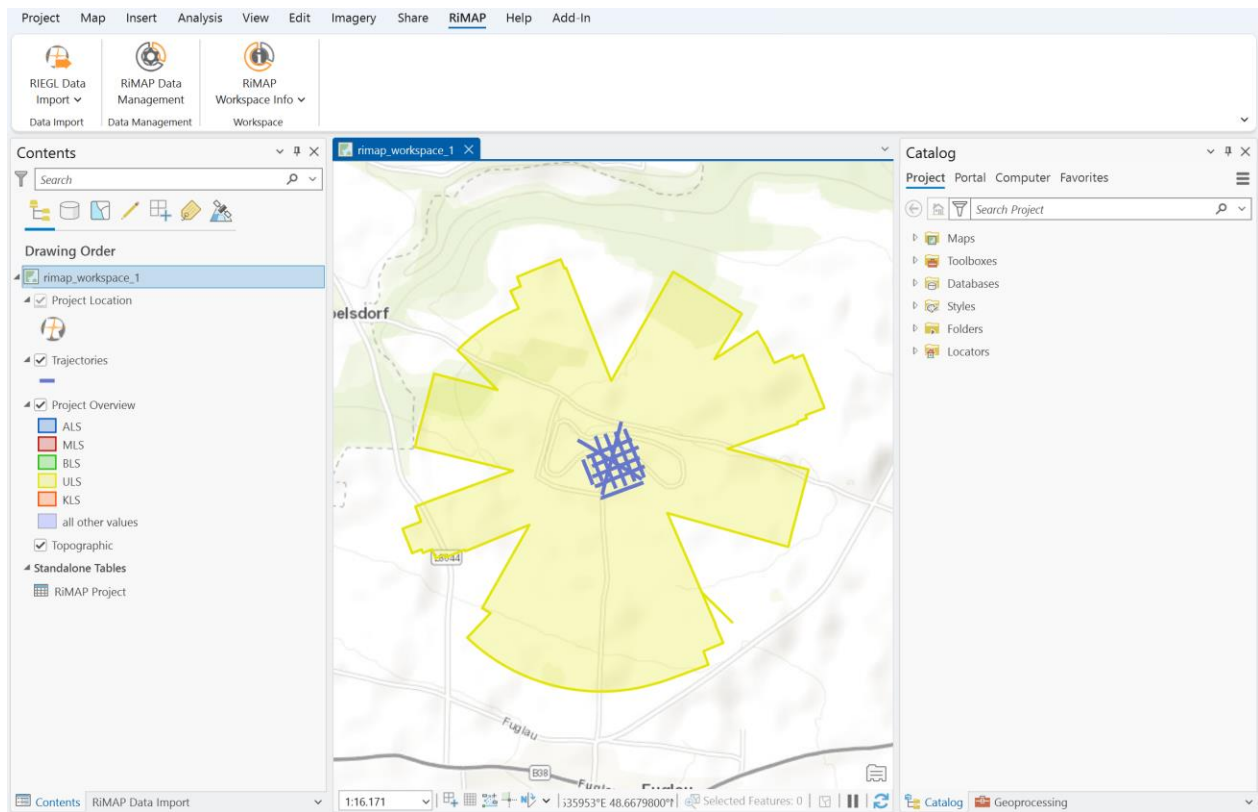 Project Map Insert Analysis View Edit Imagery Share RiMAP Help Add-In
RIEGL Data
Import
Data Import
RiMAP Data
Management
Data Management
RiMAP
Workspace Info
Workspace
Contents
Search
Drawing Order
rimap_workspace_1
Project Location
Trajectories
Project Overview
ALS
MLS
BLS
ULS
KLS
all other values
Topographic
Standalone Tables
RiMAP Project
Contents RiMAP Data Import
rimap_workspace_1
elsdorf
L8044
Fuglau
B38
1:16.171
35953°E 48.6679800°
Selected Features: 0
Catalog
Project Portal Computer Favorites
Search Project
Maps
Toolboxes
Databases
Styles
Folders
Locators
Catalog Geoprocessing